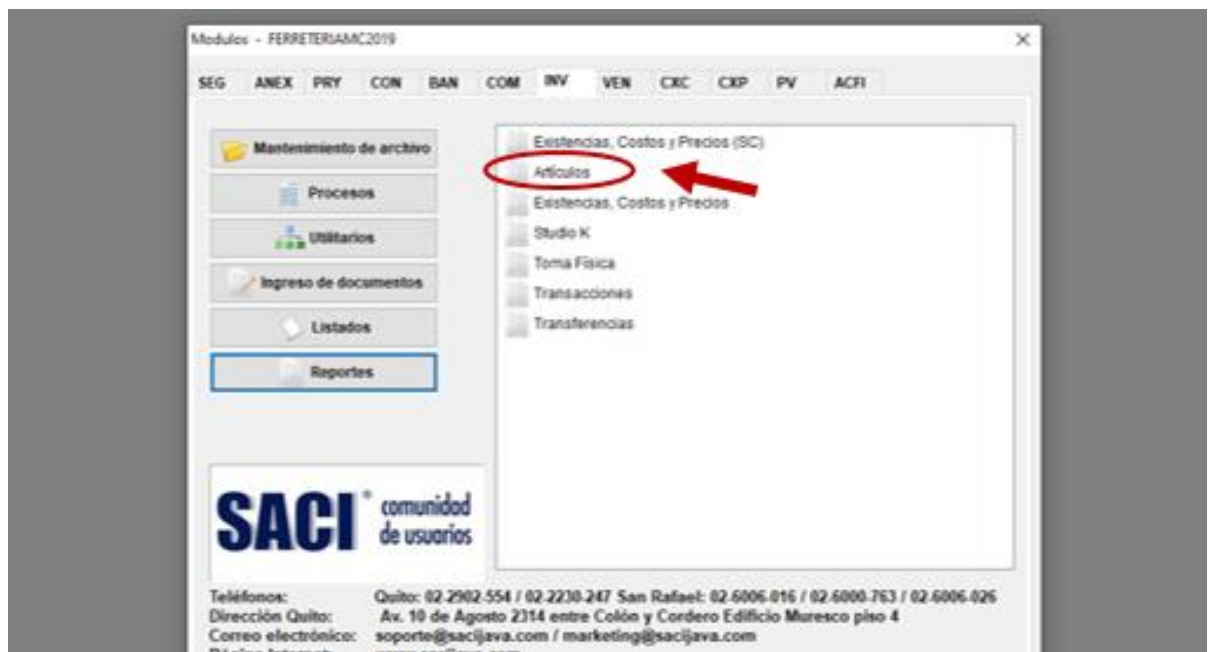 Modulos - FERRETERIAMC2019
SEG ANEX PRY CON BAN COM INV VEN CXC CXP PV ACFI
Mantenimiento de archivo
Procesos
Utilitarios
Ingreso de documentos
Listados
Reportes
Existencias, Costos y Precios (SC)
Artículos
Existencias, Costos y Precios
Studio K
Toma Física
Transacciones
Transferencias
SACI® comunidad
de usuarios
Teléfonos: Quito: 02-2902-554 / 02-2230-247 San Rafael: 02-6006-016 / 02-6000-763 / 02-6006-026
Dirección Quito: Av. 10 de Agosto 2314 entre Colón y Cordero Edificio Muresco piso 4
Correo electrónico: soporte@sacijava.com / marketing@sacijava.com